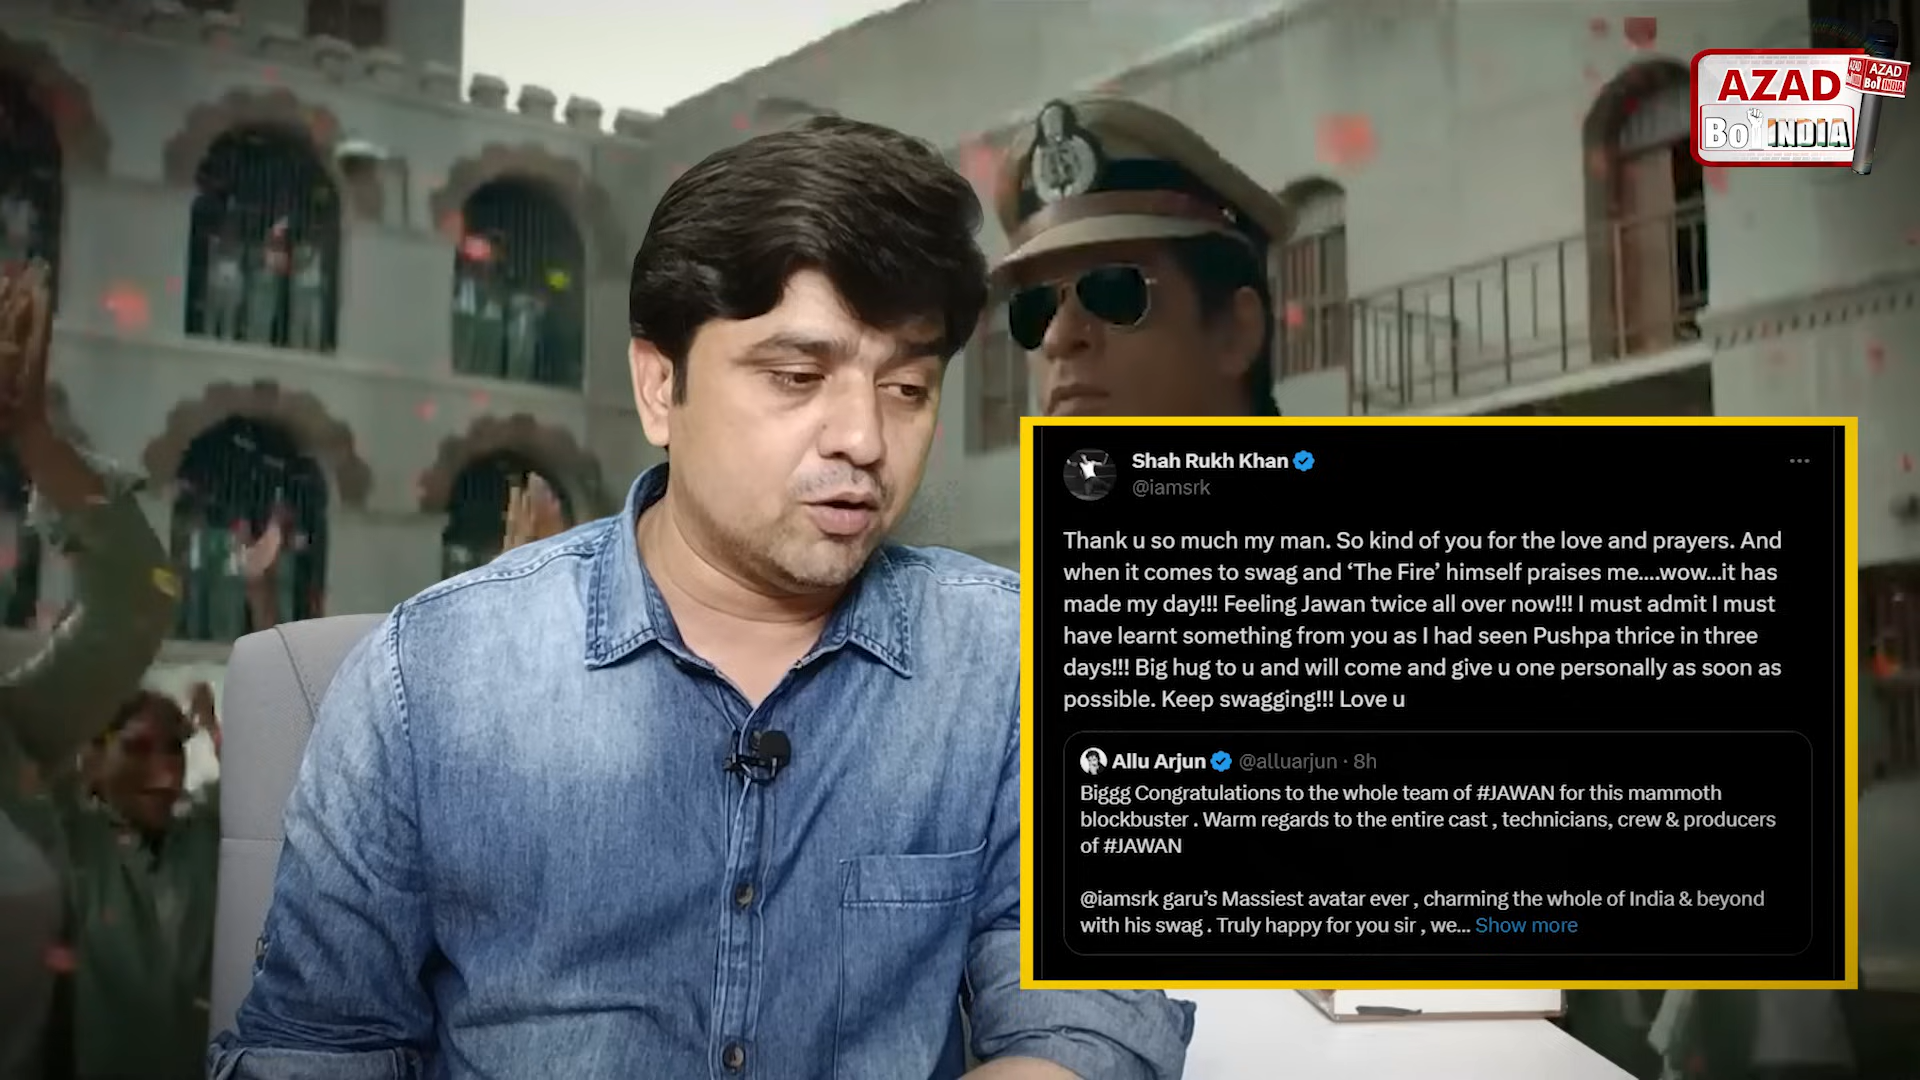 AZAD
Bol INDIA
AZAD
Bol INDIA
Shah Rukh Khan
@iamsrk
Thank u so much my man. So kind of you for the love and prayers. And
when it comes to swag and ‘The Fire’ himself praises me....wow...it has
made my day!!! Feeling Jawan twice all over now!!! I must admit I must
have learnt something from you as I had seen Pushpa thrice in three
days!!! Big hug to u and will come and give u one personally as soon as
possible. Keep swagging!!! Love u
Allu Arjun @alluarjun · 8h
Biggg Congratulations to the whole team of #JAWAN for this mammoth
blockbuster . Warm regards to the entire cast , technicians, crew & producers
of #JAWAN
@iamsrk garu’s Massiest avatar ever , charming the whole of India & beyond
with his swag . Truly happy for you sir , we... Show more